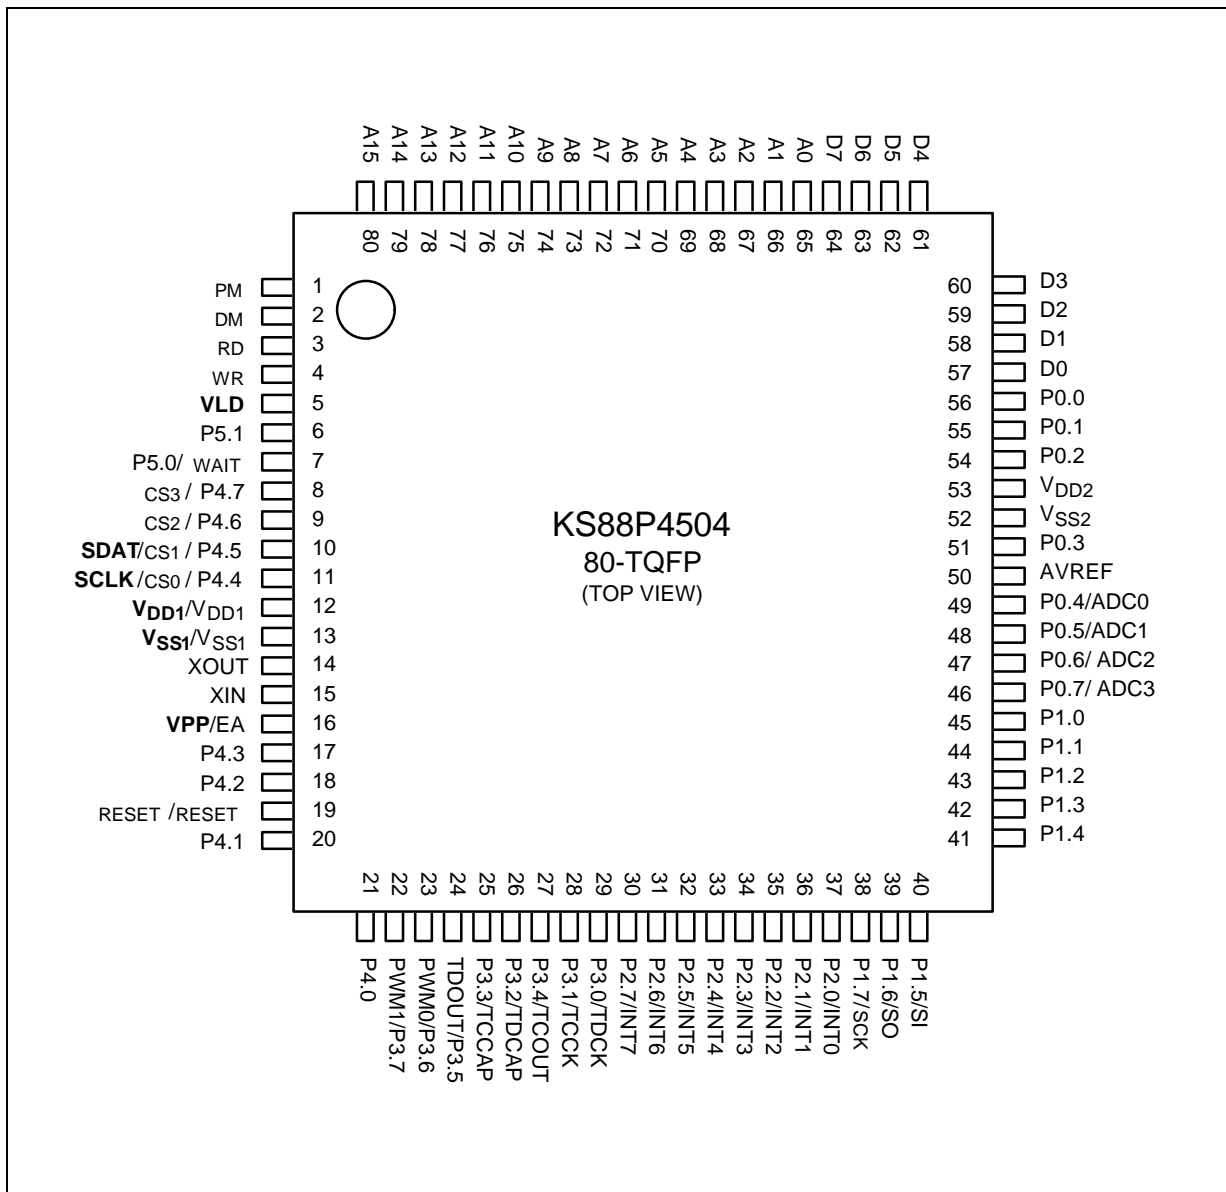 A15 A14 A13 A12 A11 A10 A9 A8 A7 A6 A5 A4 A3 A2 A1 A0 D7 D6 D5 D4
80 79 78 77 76 75 74 73 72 71 70 69 68 67 66 65 64 63 62 61
PM 1 60 D3
DM 2 59 D2
RD 3 58 D1
WR 4 57 D0
VLD 5 56 P0.0
P5.1 6 55 P0.1
P5.0/ WAIT 7 54 P0.2
CS3 / P4.7 8 53 VDD2
CS2 / P4.6 9 52 VSS2
SDAT/CS1 / P4.5 10 51 P0.3
SCLK /CS0 / P4.4 11 50 AVREF
VDD1/VDD1 12 49 P0.4/ADC0
VSS1/VSS1 13 48 P0.5/ADC1
XOUT 14 47 P0.6/ ADC2
XIN 15 46 P0.7/ ADC3
VPP/EA 16 45 P1.0
P4.3 17 44 P1.1
P4.2 18 43 P1.2
RESET /RESET 19 42 P1.3
P4.1 20 41 P1.4
KS88P4504
80-TQFP
(TOP VIEW)
21 22 23 24 25 26 27 28 29 30 31 32 33 34 35 36 37 38 39 40
P4.0 PWM1/P3.7 PWM0/P3.6 TDOUT/P3.5 P3.3/TCCAP P3.2/TDCAP P3.4/TCOUT P3.1/TCCK P3.0/TDCK P2.7/INT7 P2.6/INT6 P2.5/INT5 P2.4/INT4 P2.3/INT3 P2.2/INT2 P2.1/INT1 P2.0/INT0 P1.7/SCK P1.6/SO P1.5/SI